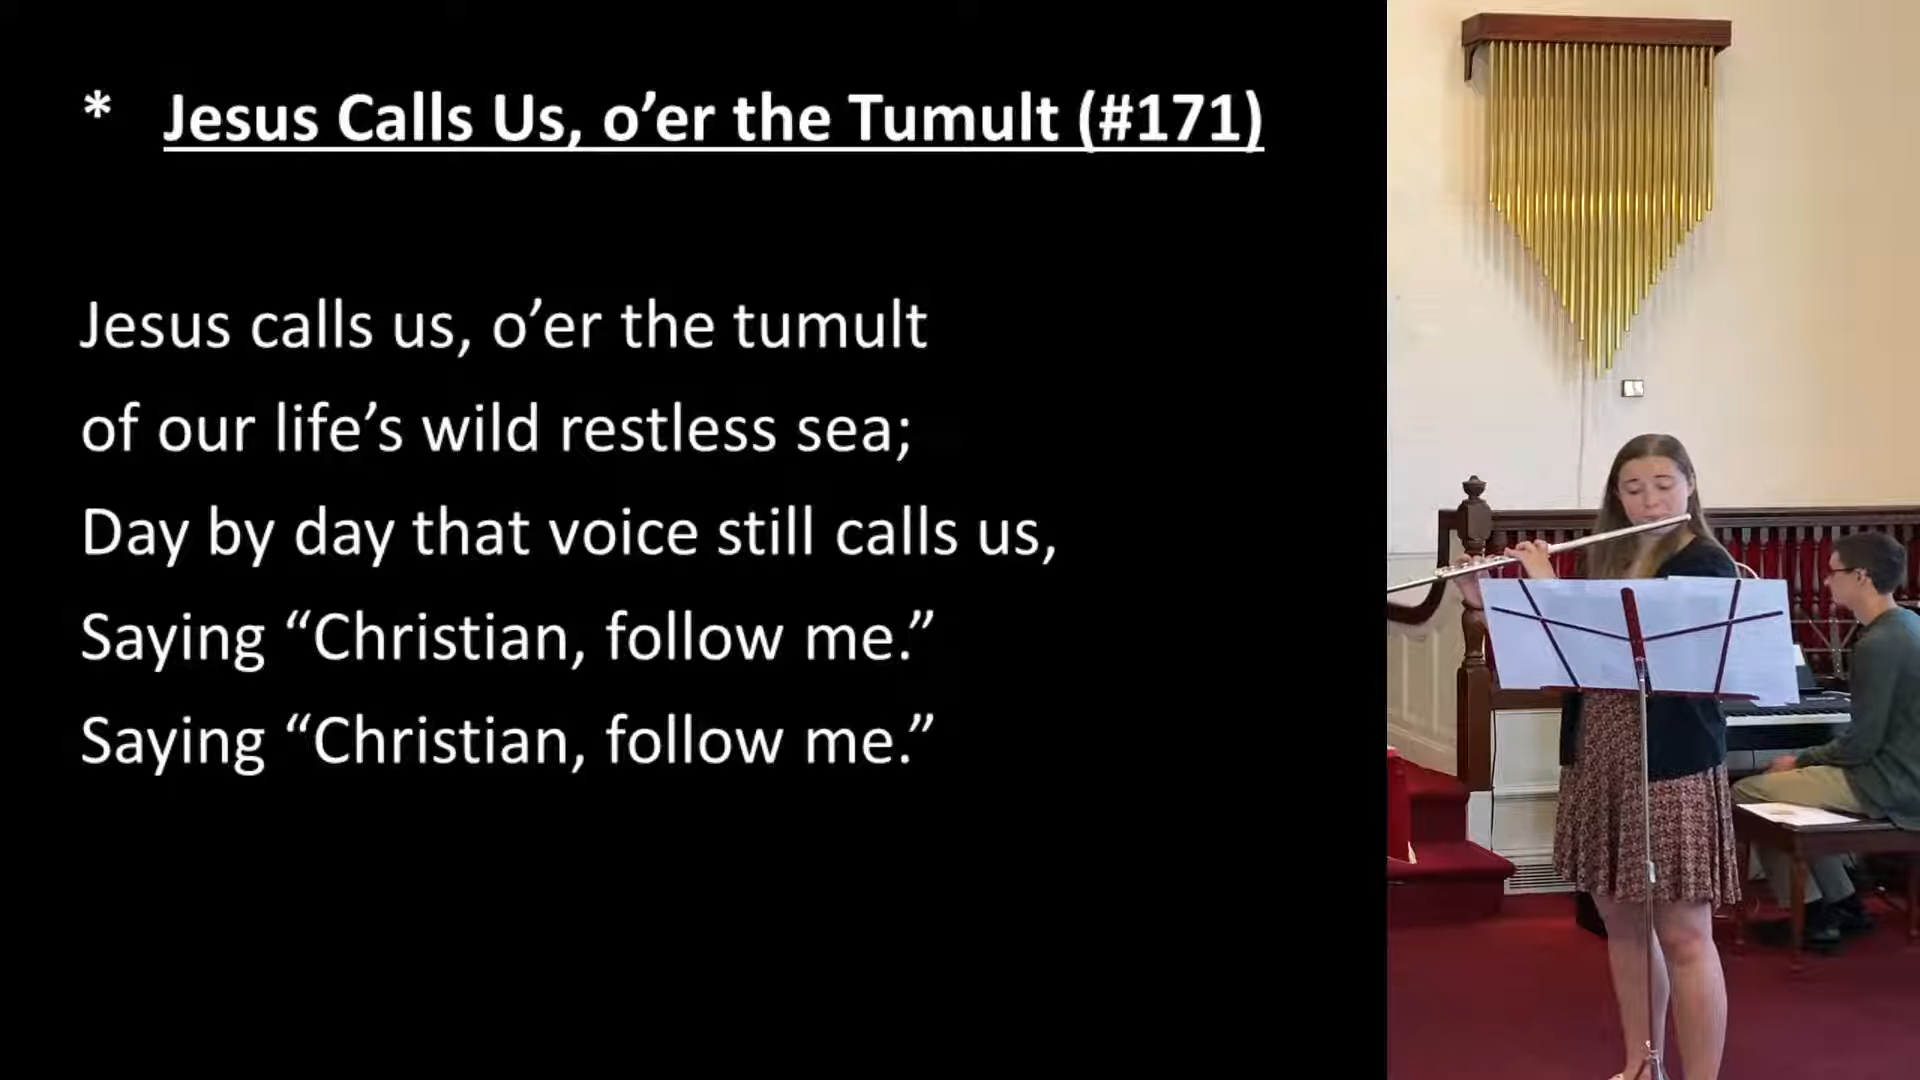 * Jesus Calls Us, o’er the Tumult (#171)
Jesus calls us, o’er the tumult
of our life’s wild restless sea;
Day by day that voice still calls us,
Saying “Christian, follow me.”
Saying “Christian, follow me.”